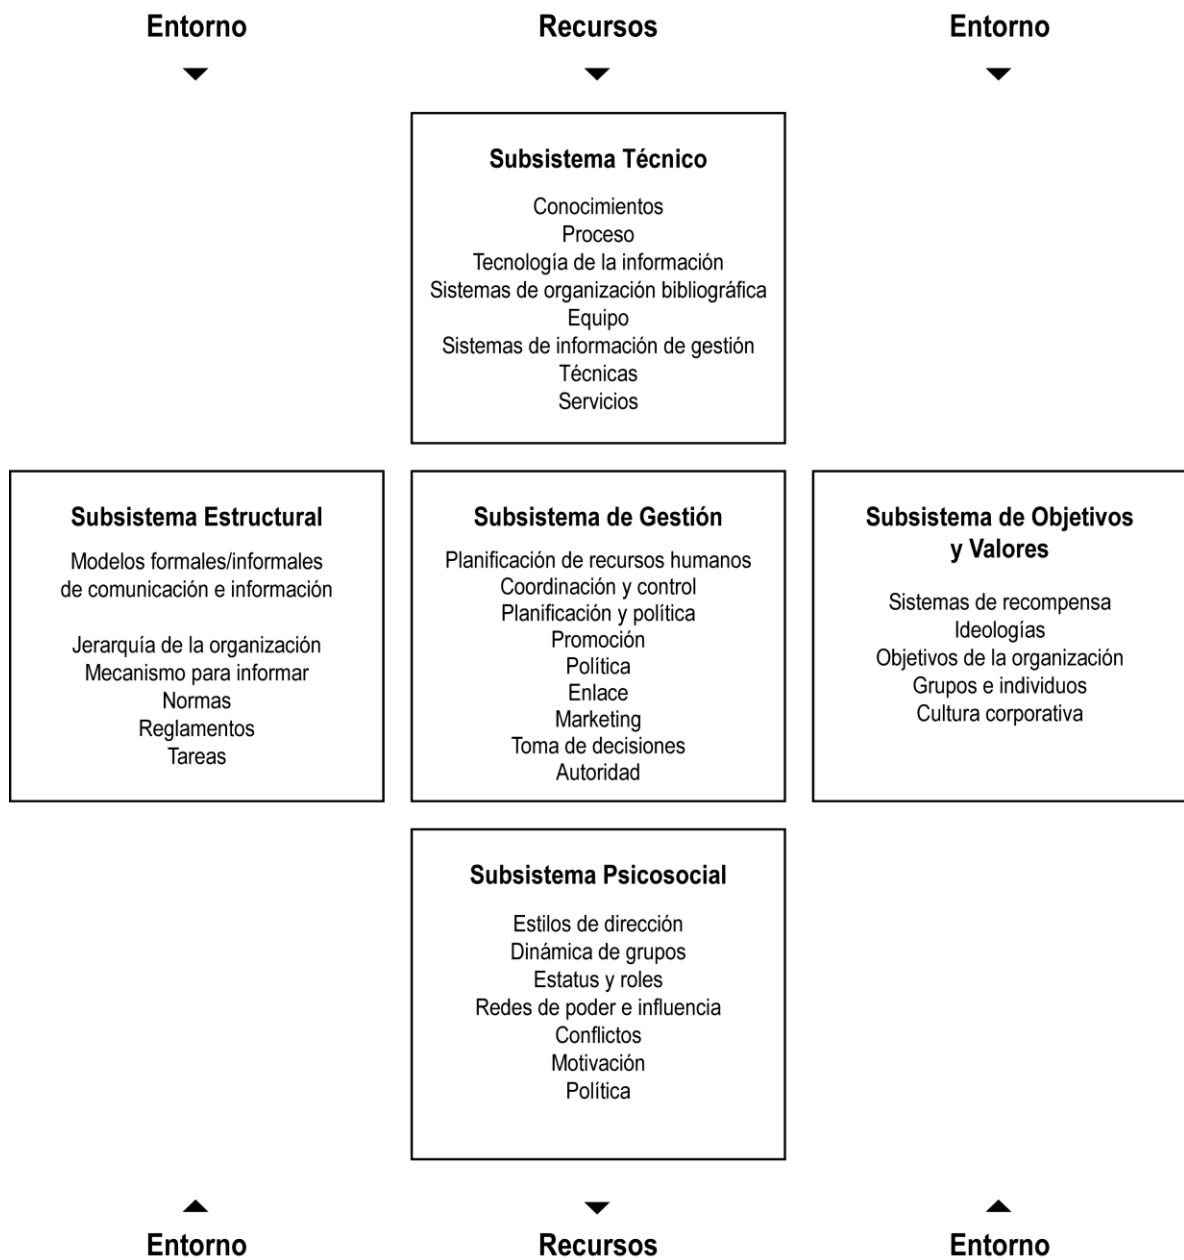 Entorno
Recursos
Entorno
Subsistema Técnico
Conocimientos
Proceso
Tecnología de la información
Sistemas de organización bibliográfica
Equipo
Sistemas de información de gestión
Técnicas
Servicios
Subsistema Estructural
Modelos formales/informales
de comunicación e información
Jerarquía de la organización
Mecanismo para informar
Normas
Reglamentos
Tareas
Subsistema de Gestión
Planificación de recursos humanos
Coordinación y control
Planificación y política
Promoción
Política
Enlace
Marketing
Toma de decisiones
Autoridad
Subsistema de Objetivos
y Valores
Sistemas de recompensa
Ideologías
Objetivos de la organización
Grupos e individuos
Cultura corporativa
Subsistema Psicosocial
Estilos de dirección
Dinámica de grupos
Estatus y roles
Redes de poder e influencia
Conflictos
Motivación
Política
Entorno
Recursos
Entorno